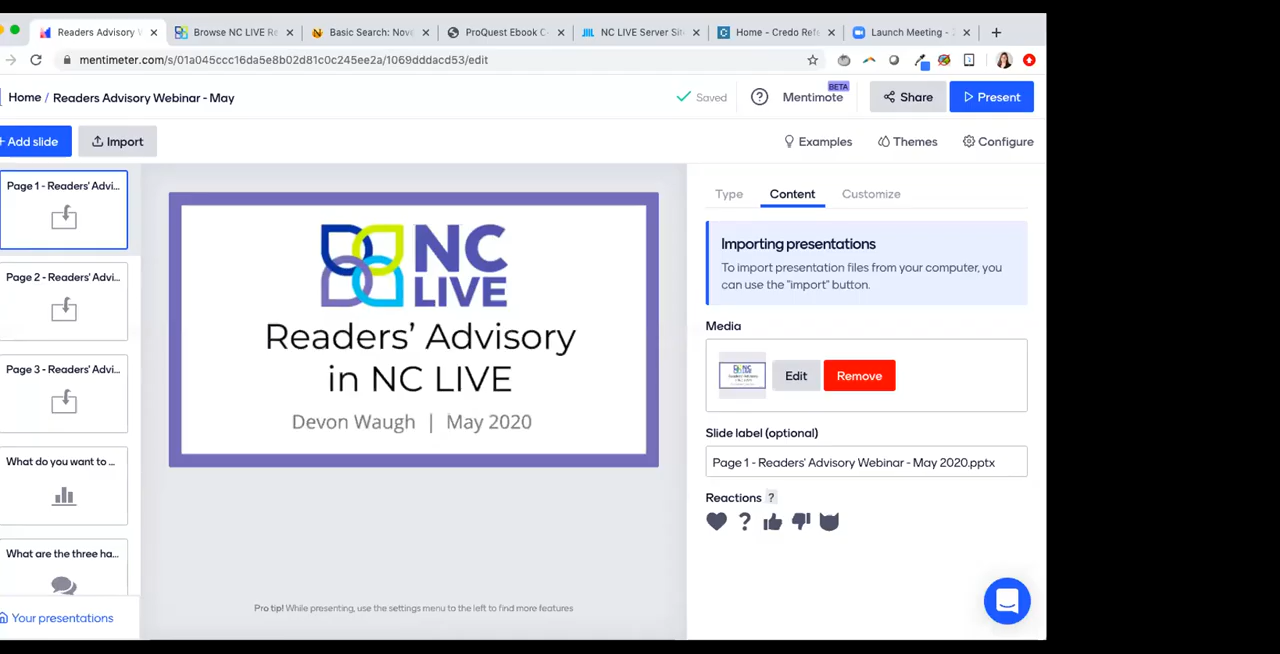 Readers Advisory
Browse NC LIVE Re
Basic Search: Nove
ProQuest Ebook C
NC LIVE Server Sit
Home - Credo Refe
Launch Meeting -
mentimeter.com/s/01a045ccc16da5e8b02d81c0c245ee2a/1069dddacd53/edit
Home / Readers Advisory Webinar - May
Saved
?
Mentimote
BETA
Share
Present
+ Add slide
Import
Examples
Themes
Configure
Page 1 - Readers' Advi...
Page 2 - Readers' Advi...
Page 3 - Readers' Advi...
What do you want to ...
What are the three ha...
Your presentations
NC
LIVE
Readers’ Advisory
in NC LIVE
Devon Waugh | May 2020
Pro tip! While presenting, use the settings menu to the left to find more features
Type
Content
Customize
Importing presentations
To import presentation files from your computer, you
can use the "import" button.
Media
Edit
Remove
Slide label (optional)
Page 1 - Readers' Advisory Webinar - May 2020.pptx
Reactions ?
?